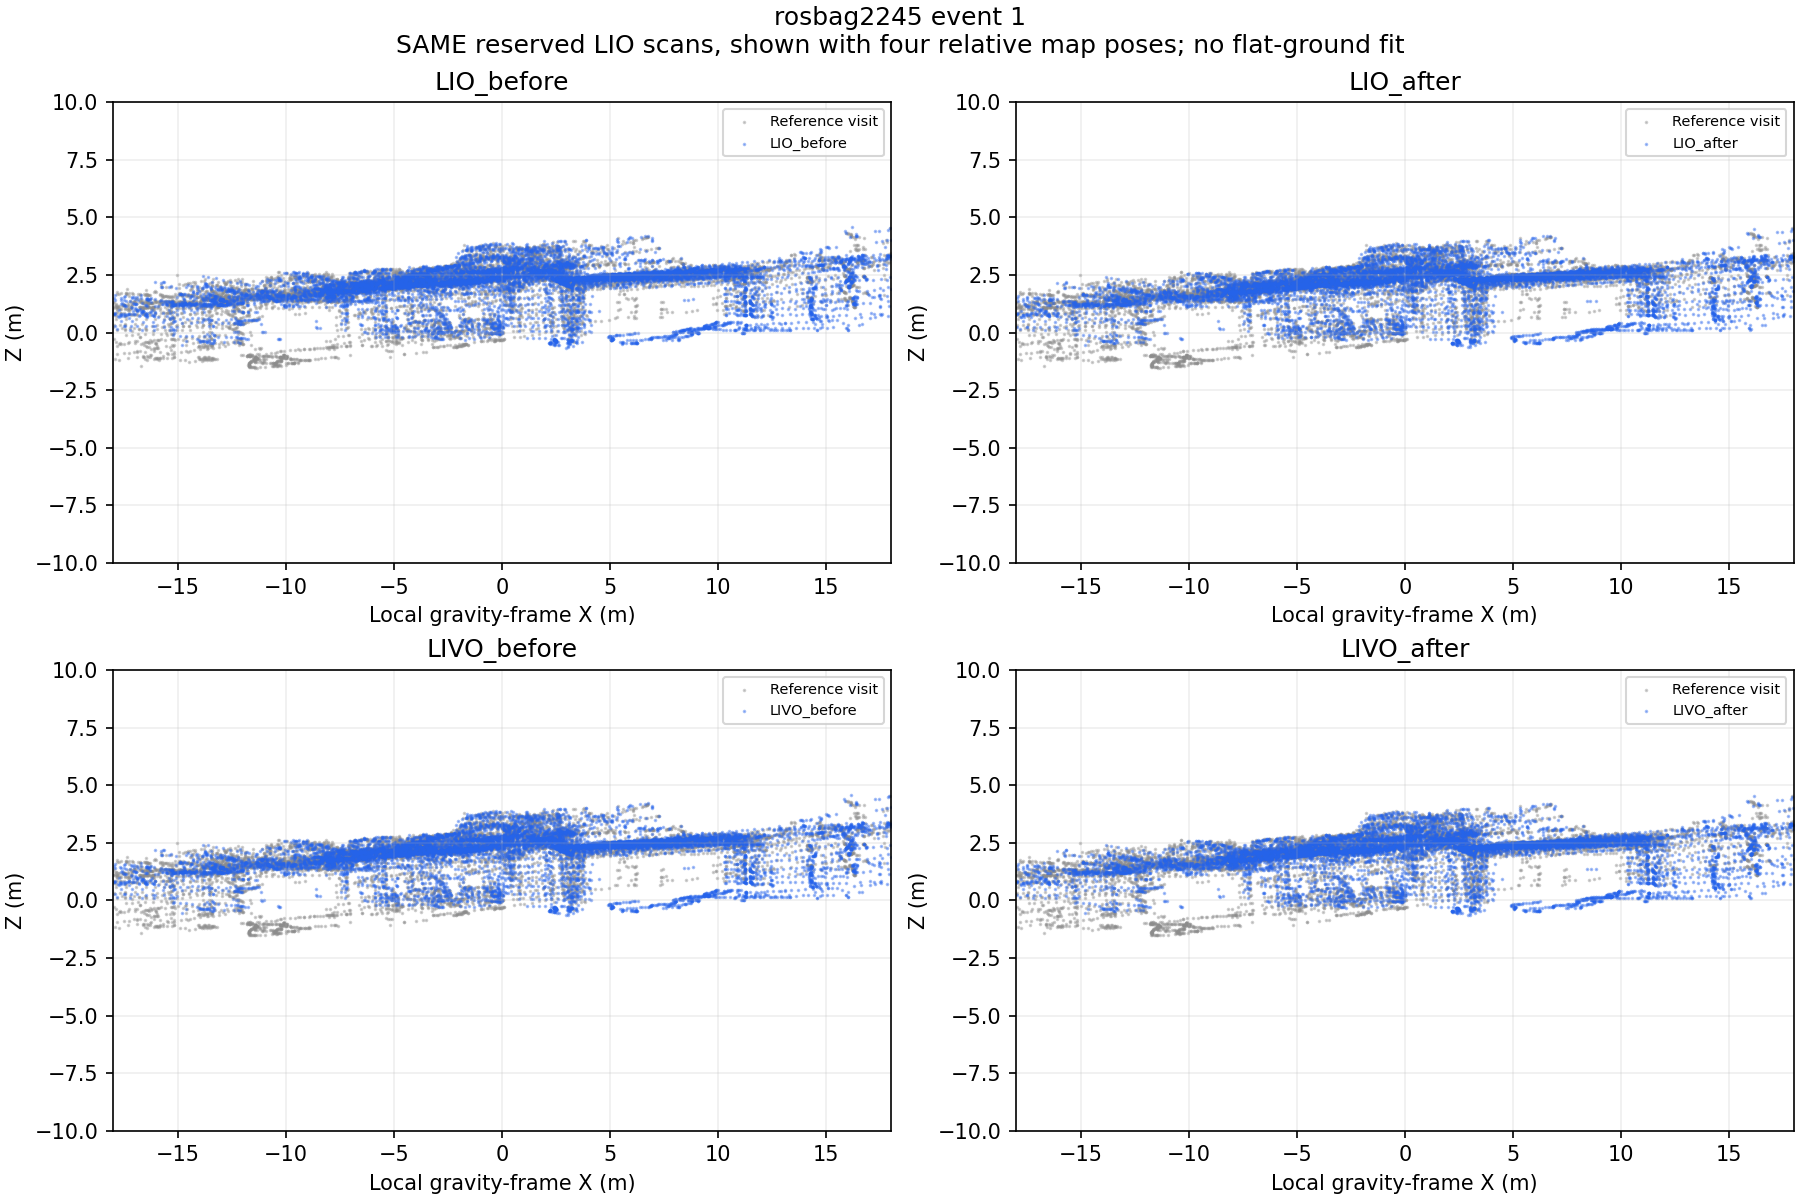 rosbag2245 event 1
SAME reserved LIO scans, shown with four relative map poses; no flat-ground fit
LIO_before
10.0
7.5
5.0
2.5
0.0
−2.5
−5.0
−7.5
−10.0
Z (m)
Reference visit
LIO_before
−15
−10
−5
0
5
10
15
Local gravity-frame X (m)
LIO_after
10.0
7.5
5.0
2.5
0.0
−2.5
−5.0
−7.5
−10.0
Z (m)
Reference visit
LIO_after
−15
−10
−5
0
5
10
15
Local gravity-frame X (m)
LIVO_before
10.0
7.5
5.0
2.5
0.0
−2.5
−5.0
−7.5
−10.0
Z (m)
Reference visit
LIVO_before
−15
−10
−5
0
5
10
15
Local gravity-frame X (m)
LIVO_after
10.0
7.5
5.0
2.5
0.0
−2.5
−5.0
−7.5
−10.0
Z (m)
Reference visit
LIVO_after
−15
−10
−5
0
5
10
15
Local gravity-frame X (m)